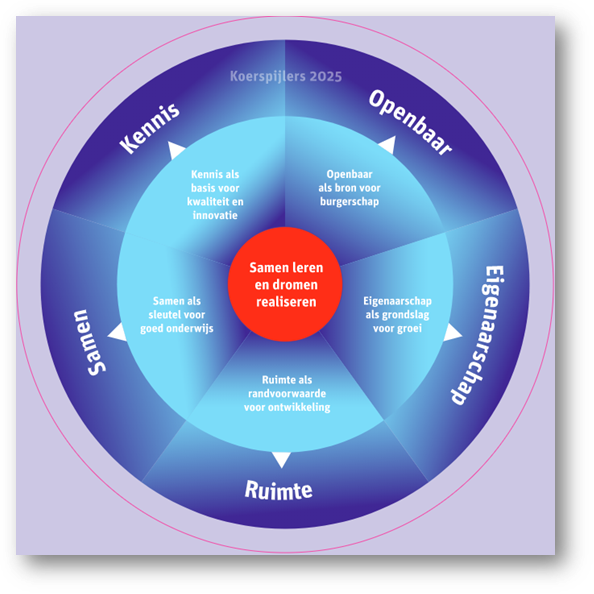 Koerspijlers 2025
Kennis
Openbaar
Eigenaarschap
Ruimte
Samen
Kennis als
basis voor
kwaliteit en
innovatie
Openbaar
als bron voor
burgerschap
Eigenaarschap
als grondslag
voor groei
Ruimte als
randvoorwaarde
voor ontwikkeling
Samen als
sleutel voor
goed onderwijs
Samen leren
en dromen
realiseren